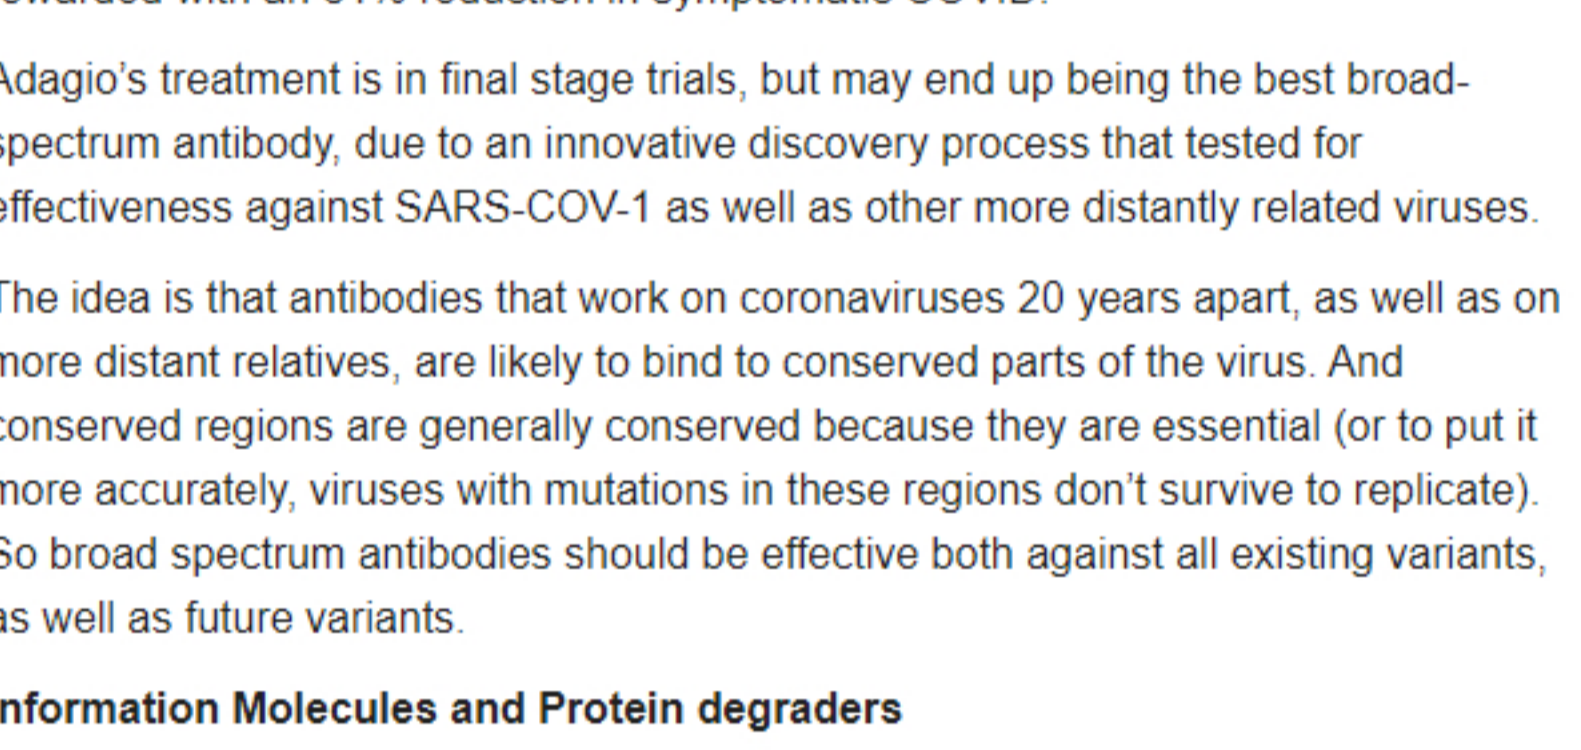 Adagio’s treatment is in final stage trials, but may end up being the best broad-
spectrum antibody, due to an innovative discovery process that tested for
effectiveness against SARS-COV-1 as well as other more distantly related viruses.
The idea is that antibodies that work on coronaviruses 20 years apart, as well as on
more distant relatives, are likely to bind to conserved parts of the virus. And
conserved regions are generally conserved because they are essential (or to put it
more accurately, viruses with mutations in these regions don’t survive to replicate).
So broad spectrum antibodies should be effective both against all existing variants,
as well as future variants.
Information Molecules and Protein degraders